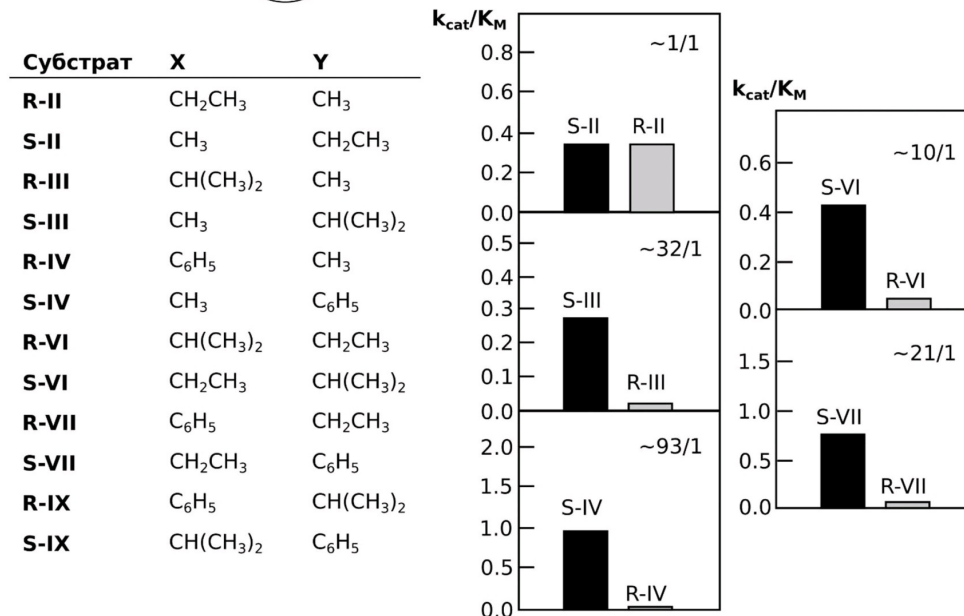 Субстрат X Y
R-II CH₂CH₃ CH₃
S-II CH₃ CH₂CH₃
R-III CH(CH₃)₂ CH₃
S-III CH₃ CH(CH₃)₂
R-IV C₆H₅ CH₃
S-IV CH₃ C₆H₅
R-VI CH(CH₃)₂ CH₂CH₃
S-VI CH₂CH₃ CH(CH₃)₂
R-VII C₆H₅ CH₂CH₃
S-VII CH₂CH₃ C₆H₅
R-IX C₆H₅ CH(CH₃)₂
S-IX CH(CH₃)₂ C₆H₅
k_cat/K_M
~1/1
0.8
0.6
0.4
0.2
0.0
S-II R-II
~32/1
0.5
0.4
0.3
0.2
0.1
0.0
S-III
R-III
~93/1
2.0
1.5
1.0
0.5
0.0
S-IV
R-IV
k_cat/K_M
~10/1
0.6
0.4
0.2
0.0
S-VI
R-VI
~21/1
1.5
1.0
0.5
0.0
S-VII
R-VII